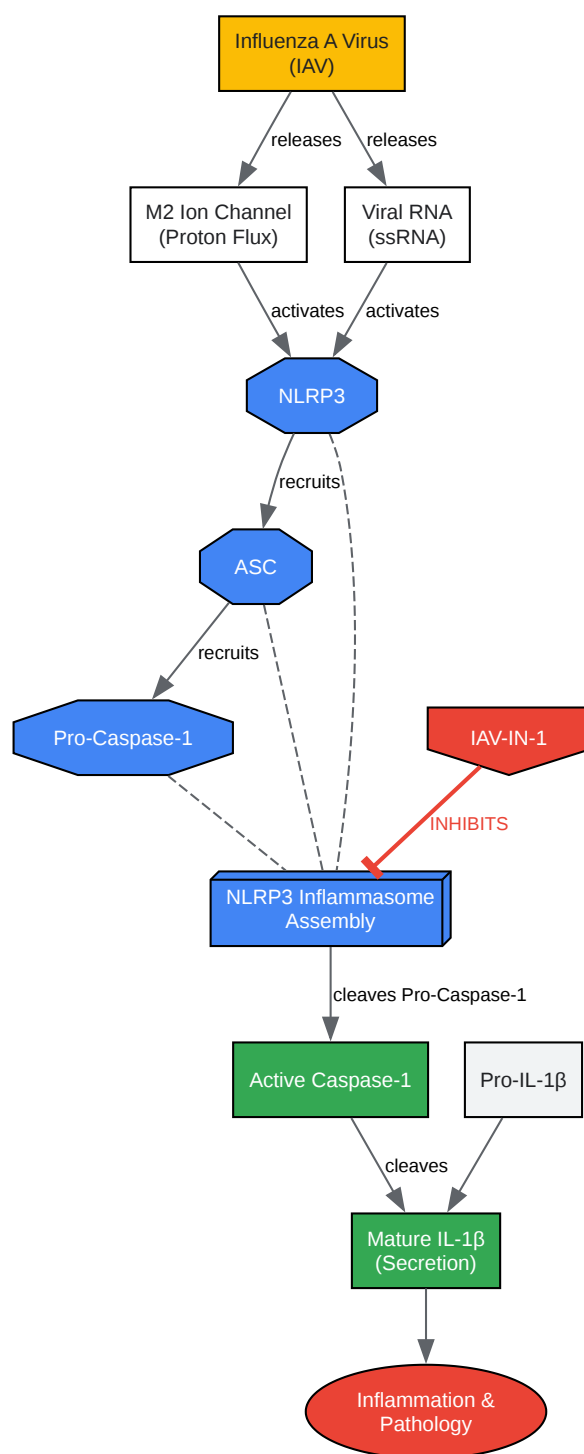 Influenza A Virus
(IAV)
releases
releases
M2 Ion Channel
(Proton Flux)
Viral RNA
(ssRNA)
activates
activates
NLRP3
recruits
ASC
recruits
Pro-Caspase-1
IAV-IN-1
INHIBITS
NLRP3 Inflammasome
Assembly
cleaves Pro-Caspase-1
Active Caspase-1
Pro-IL-1β
cleaves
Mature IL-1β
(Secretion)
Inflammation &
Pathology